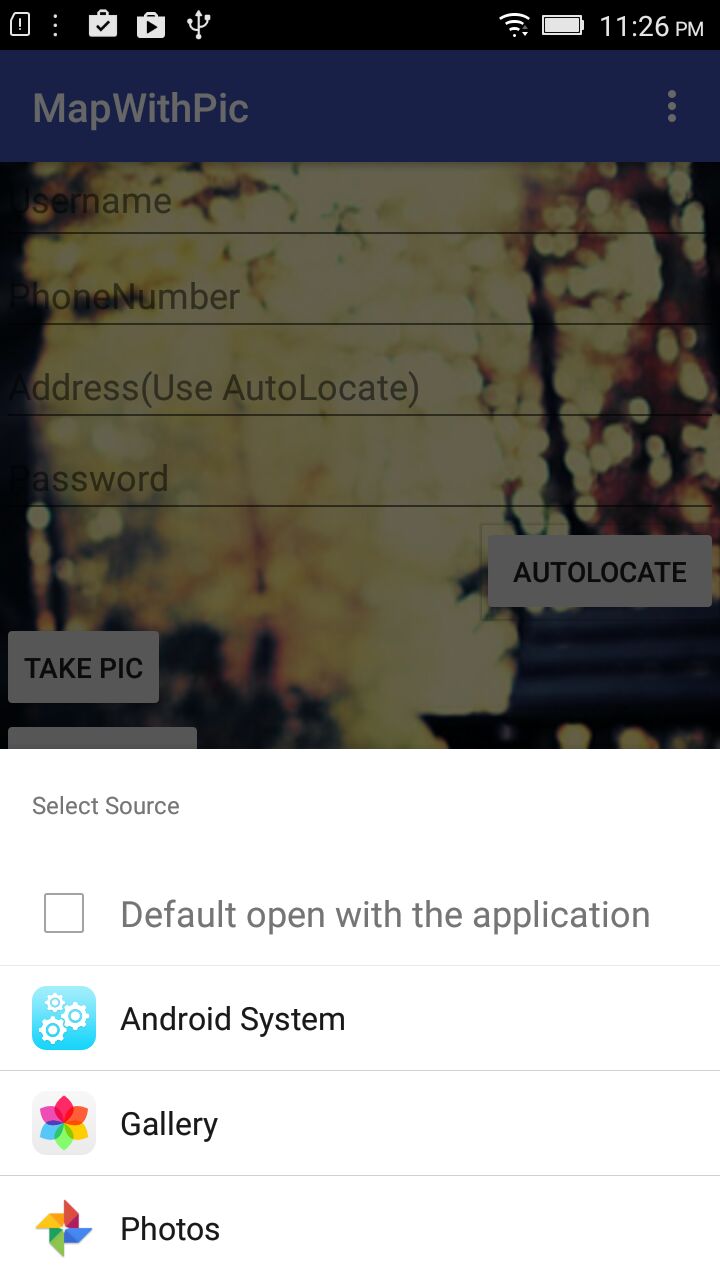 11:26 PM
MapWithPic
Username
PhoneNumber
Address(Use AutoLocate)
Password
AUTOLOCATE
TAKE PIC
Select Source
Default open with the application
Android System
Gallery
Photos